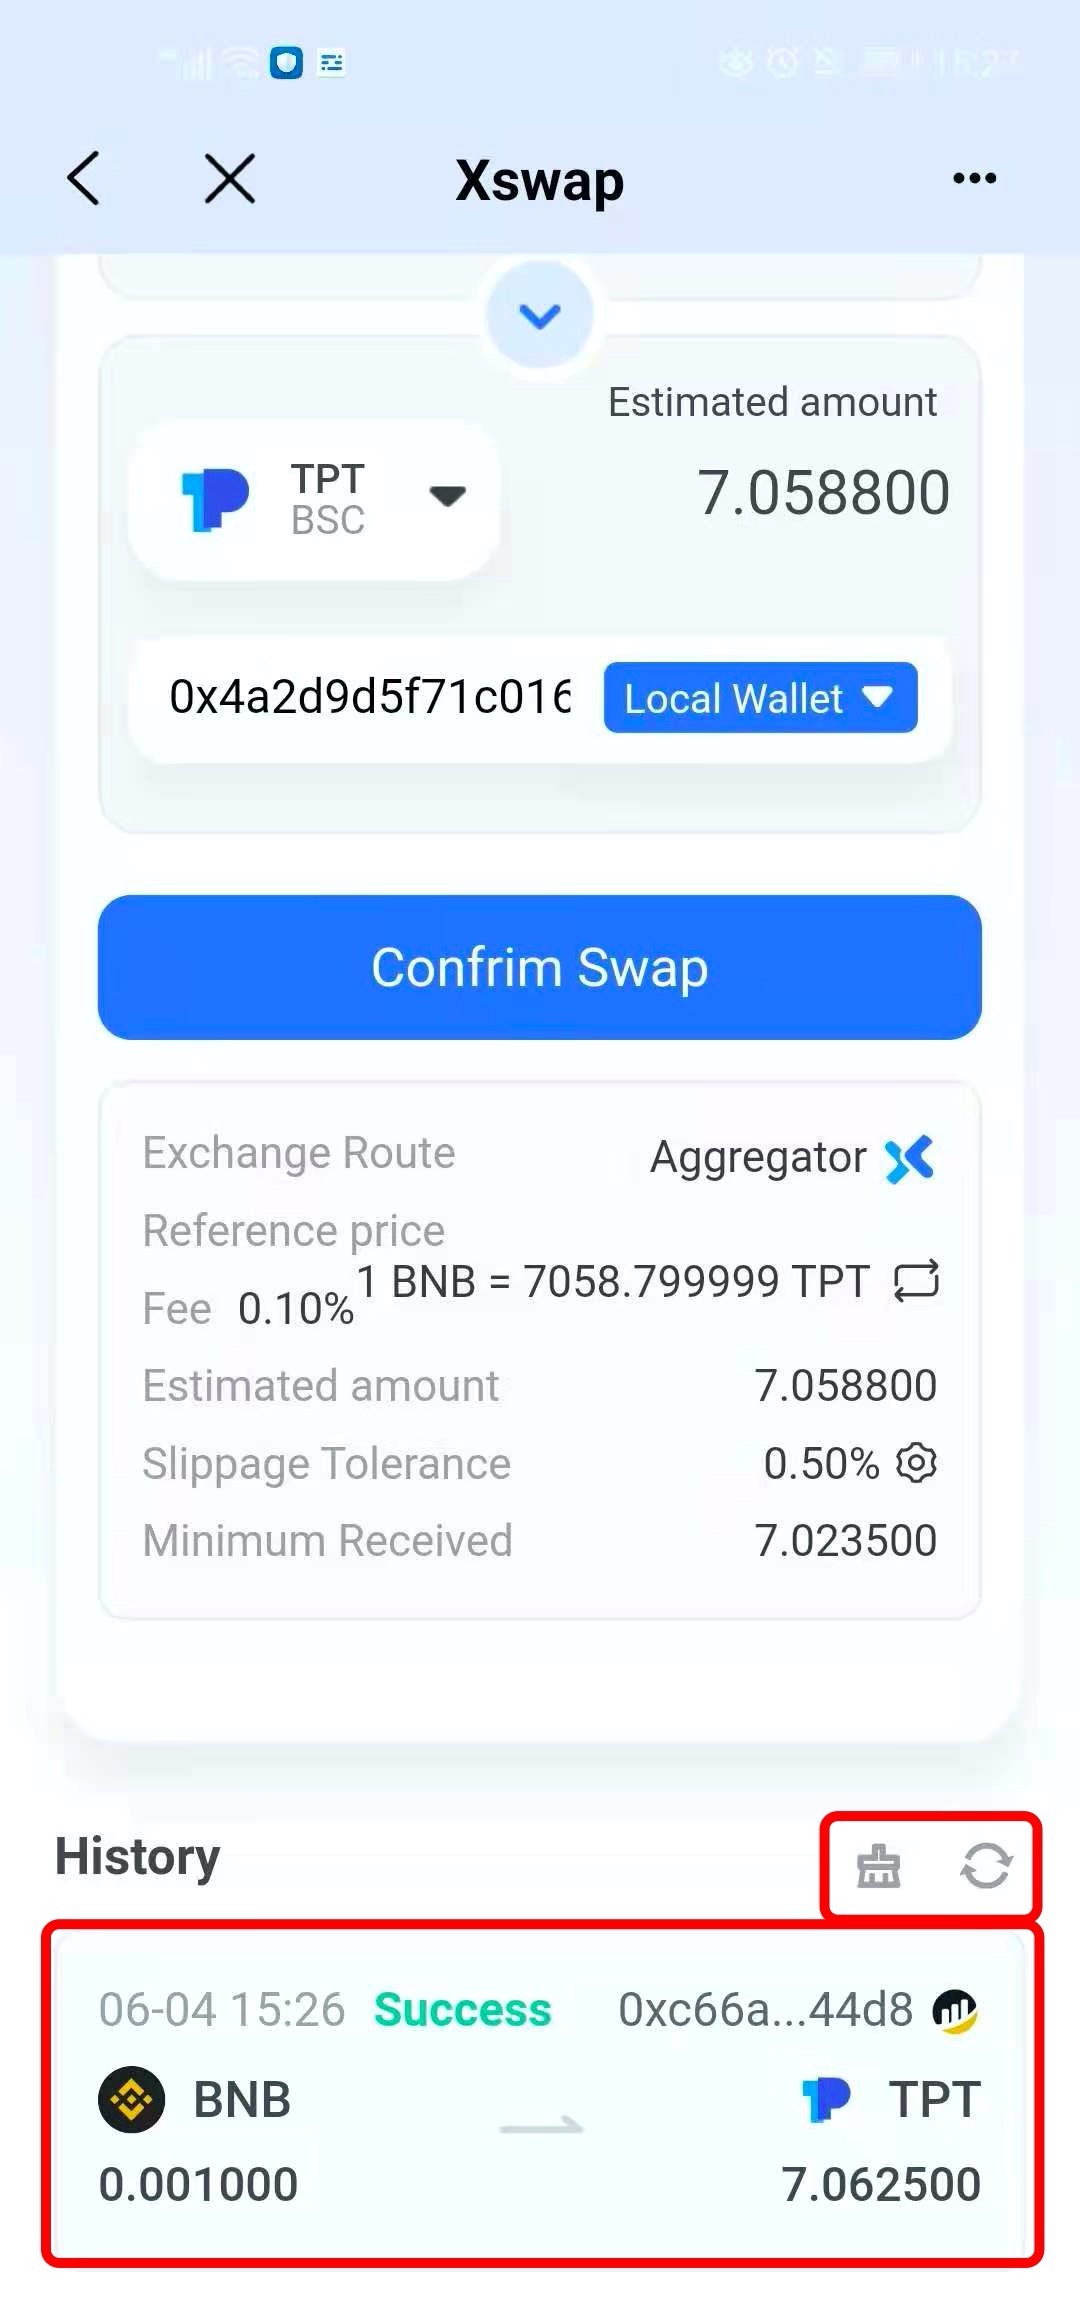 Xswap
Estimated amount
TPT
BSC
7.058800
0x4a2d9d5f71c016
Local Wallet
Confrim Swap
Exchange Route Aggregator
Reference price
1 BNB = 7058.799999 TPT
Fee 0.10%
Estimated amount 7.058800
Slippage Tolerance 0.50%
Minimum Received 7.023500
History
06-04 15:26 Success 0xc66a...44d8
BNB TPT
0.001000 7.062500